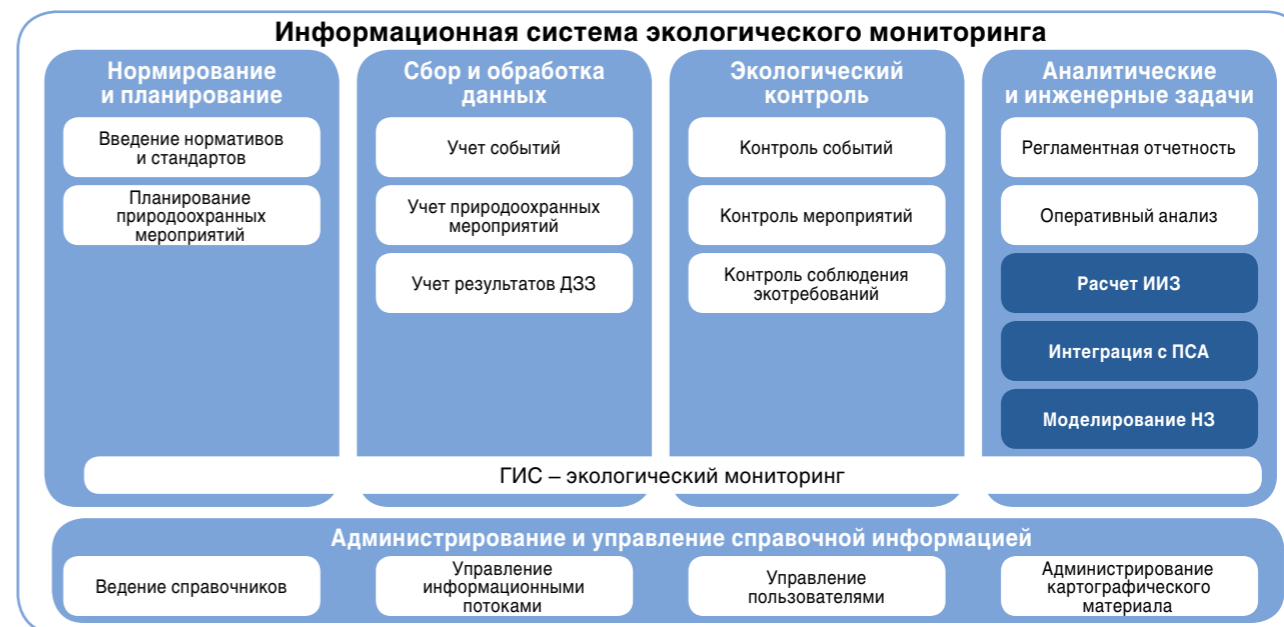 Информационная система экологического мониторинга
Нормирование
и планирование
Введение нормативов
и стандартов
Планирование
природоохранных
мероприятий
Сбор и обработка
данных
Учет событий
Учет природоохранных
мероприятий
Учет результатов ДЗЗ
Экологический
контроль
Контроль событий
Контроль мероприятий
Контроль соблюдения
экотребований
Аналитические
и инженерные задачи
Регламентная отчетность
Оперативный анализ
Расчет ИИЗ
Интеграция с ПСА
Моделирование НЗ
ГИС – экологический мониторинг
Администрирование и управление справочной информацией
Ведение справочников
Управление
информационными
потоками
Управление
пользователями
Администрирование
картографического
материала